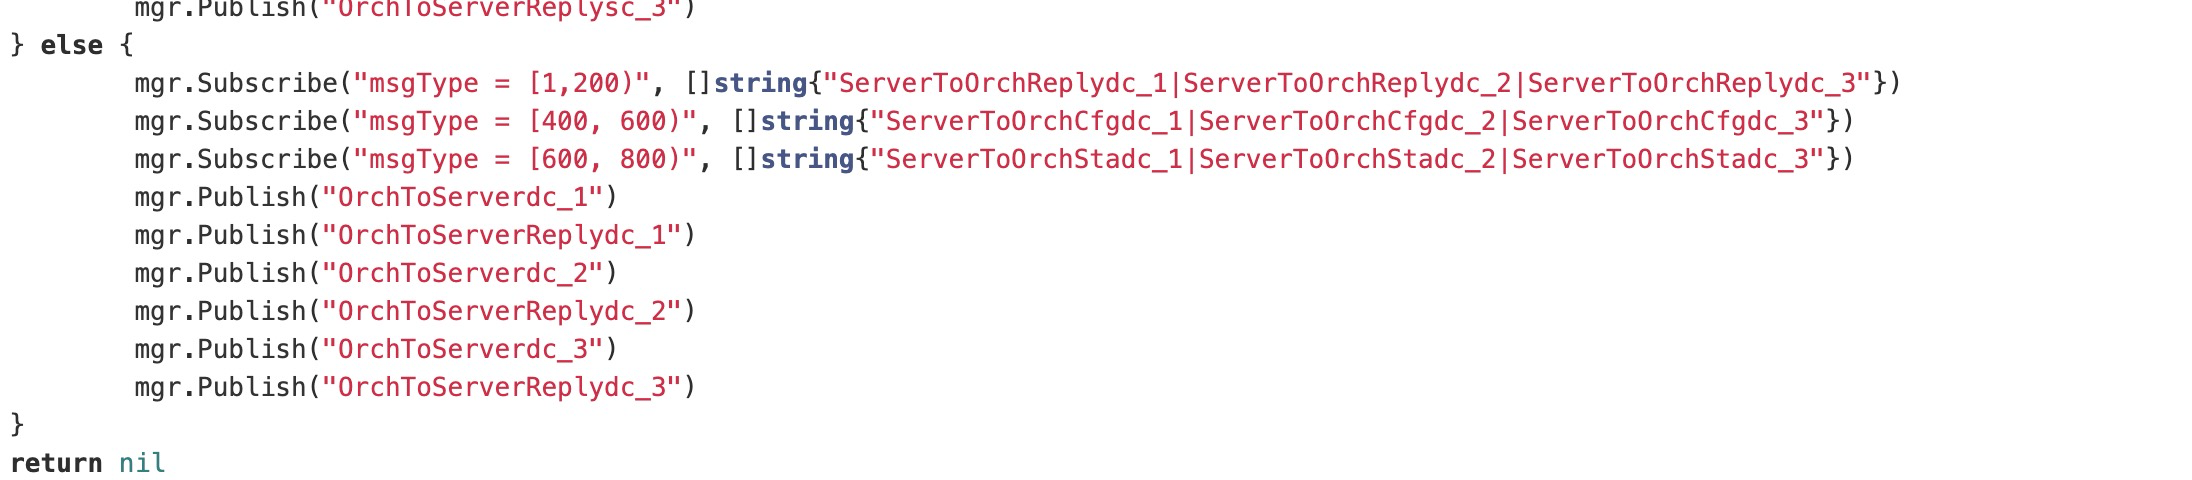 mgr.Publish("OrchToServerReplysc_3")
} else {
mgr.Subscribe("msgType = [1,200)", []string{"ServerToOrchReplydc_1|ServerToOrchReplydc_2|ServerToOrchReplydc_3"})
mgr.Subscribe("msgType = [400, 600)", []string{"ServerToOrchCfgdc_1|ServerToOrchCfgdc_2|ServerToOrchCfgdc_3"})
mgr.Subscribe("msgType = [600, 800)", []string{"ServerToOrchStadc_1|ServerToOrchStadc_2|ServerToOrchStadc_3"})
mgr.Publish("OrchToServerdc_1")
mgr.Publish("OrchToServerReplydc_1")
mgr.Publish("OrchToServerdc_2")
mgr.Publish("OrchToServerReplydc_2")
mgr.Publish("OrchToServerdc_3")
mgr.Publish("OrchToServerReplydc_3")
}
return nil